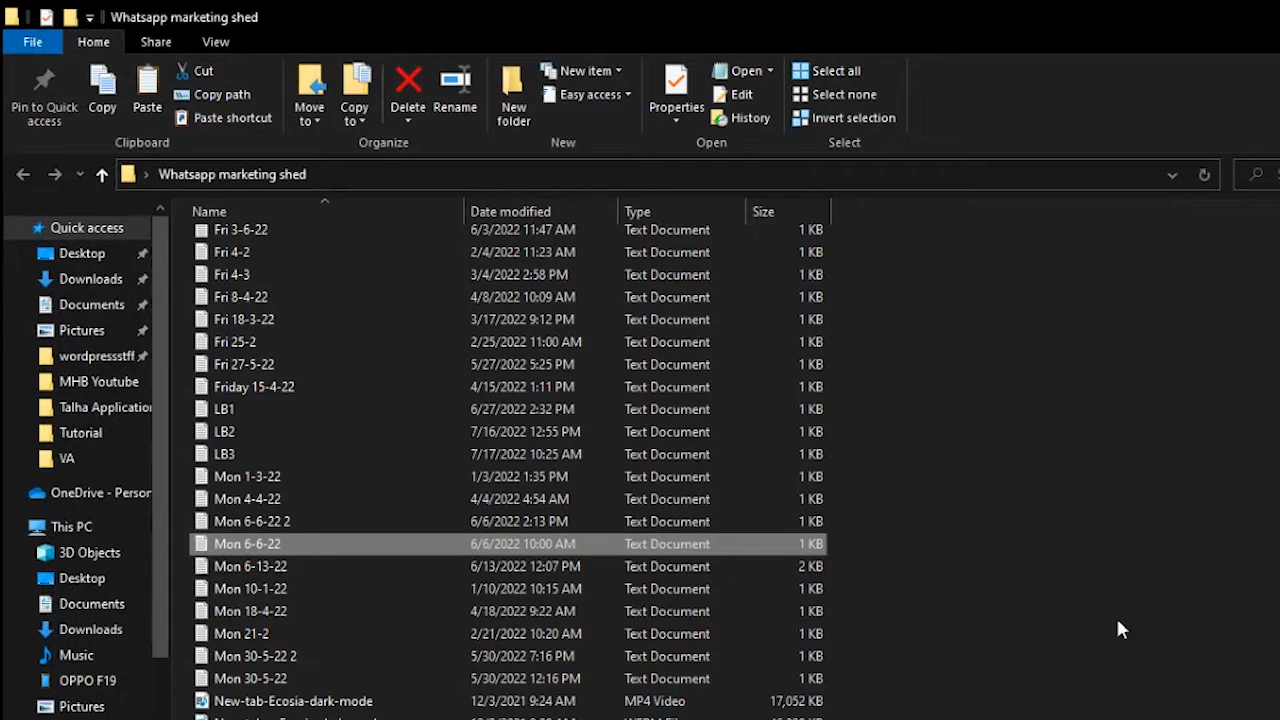 Whatsapp marketing shed
File Home Share View
Pin to Quick access
Copy
Paste
Cut
Copy path
Paste shortcut
Clipboard
Move to
Copy to
Delete
Rename
Organize
New folder
New item
Easy access
New
Properties
Open
Edit
History
Open
Select all
Select none
Invert selection
Select
Whatsapp marketing shed
Quick access
Desktop
Downloads
Documents
Pictures
wordpressstff
MHB Youtube
Talha Application
Tutorial
VA
OneDrive - Person
This PC
3D Objects
Desktop
Documents
Downloads
Music
OPPO F19
Pictures
Name Date modified Type Size
Fri 3-6-22 6/3/2022 11:47 AM Text Document 1 KB
Fri 4-2 2/4/2022 11:23 AM Text Document 1 KB
Fri 4-3 3/4/2022 2:58 PM Text Document 1 KB
Fri 8-4-22 4/8/2022 10:09 AM Text Document 1 KB
Fri 18-3-22 3/17/2022 9:12 PM Text Document 1 KB
Fri 25-2 2/25/2022 11:03 AM Text Document 1 KB
Fri 27-5-22 5/27/2022 5:23 PM Text Document 1 KB
Friday 15-4-22 4/15/2022 1:11 PM Text Document 1 KB
LB1 6/27/2022 2:33 PM Text Document 1 KB
LB2 7/16/2022 12:55 PM Text Document 1 KB
LB3 7/17/2022 10:22 AM Text Document 1 KB
Mon 1-3-22 1/3/2022 1:35 PM Text Document 1 KB
Mon 4-4-22 4/4/2022 4:54 AM Text Document 1 KB
Mon 6-6-22 2 6/6/2022 2:13 PM Text Document 1 KB
Mon 6-6-22 6/6/2022 10:00 AM Text Document 1 KB
Mon 6-13-22 6/13/2022 12:07 PM Text Document 2 KB
Mon 10-1-22 1/10/2022 10:15 AM Text Document 1 KB
Mon 18-4-22 4/18/2022 9:22 AM Text Document 1 KB
Mon 21-2 2/21/2022 10:20 AM Text Document 1 KB
Mon 30-5-22 2 5/30/2022 7:17 PM Text Document 1 KB
Mon 30-5-22 5/30/2022 12:19 PM Text Document 1 KB
New-tab-Ecosia-dark-mode 12/3/2021 9:24 AM MP4 Video 17,052 KB